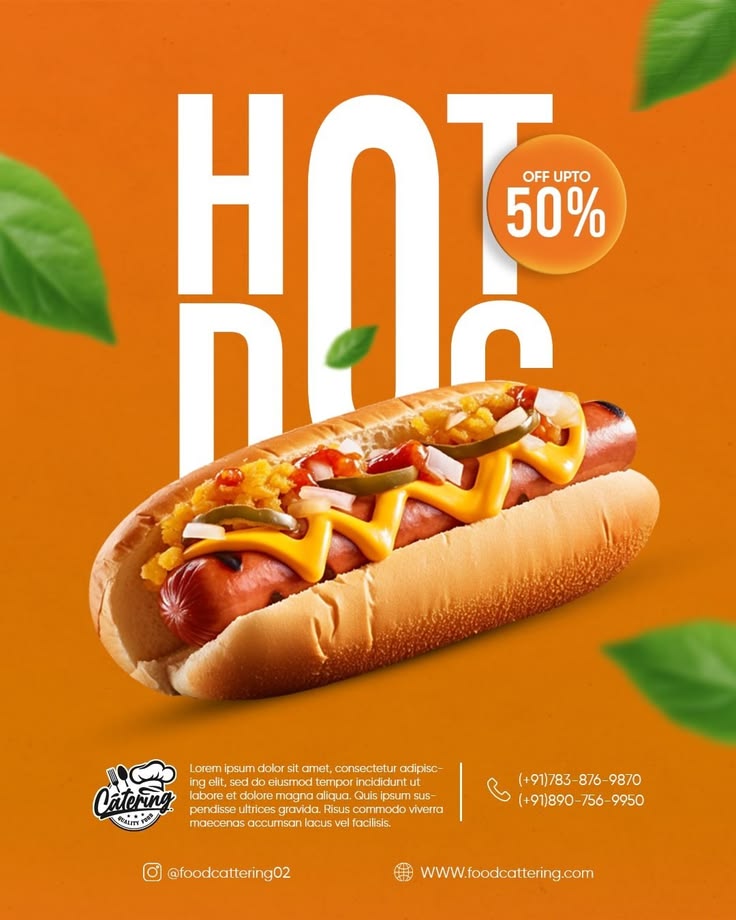 HOT
DOG
OFF UPTO
50%
Catering
QUALITY FOOD
Lorem ipsum dolor sit amet, consectetur adipisc-
ing elit, sed do eiusmod tempor incididunt ut
labore et dolore magna aliqua. Quis ipsum sus-
pendisse ultrices gravida. Risus commodo viverra
maecenas accumsan lacus vel facilisis.
(+91)783-876-9870
(+91)890-756-9950
@foodcattering02
WWW.foodcattering.com